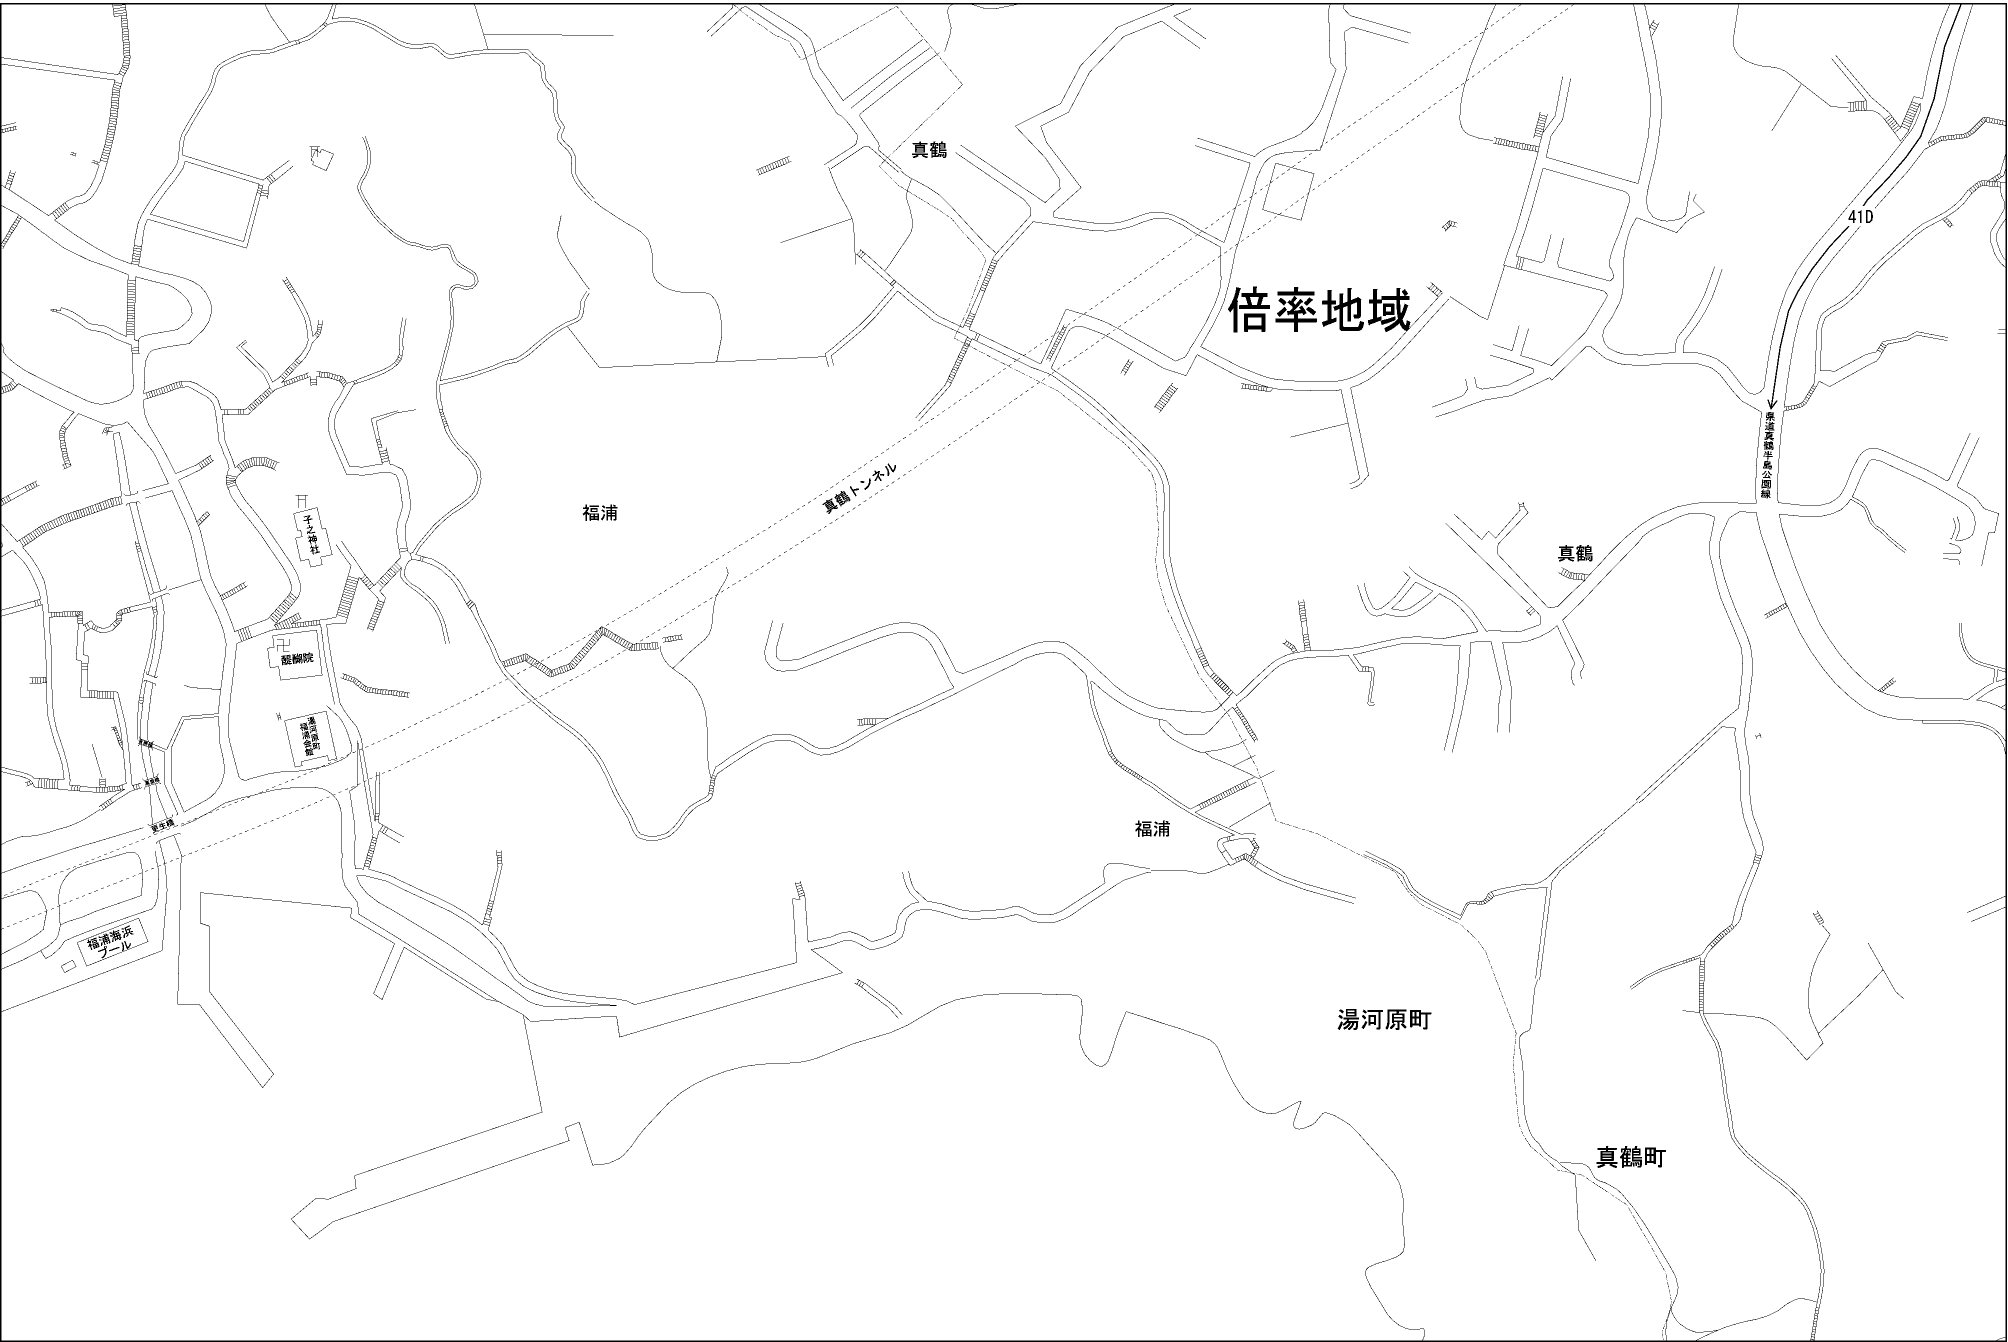 真鶴
41D
倍率地域
県道真鶴半島公園線
真鶴トンネル
福浦
子之神社
真鶴
醍醐院
湯河原町
福浦会館
福浦
更生橋
福浦海浜
プール
湯河原町
真鶴町